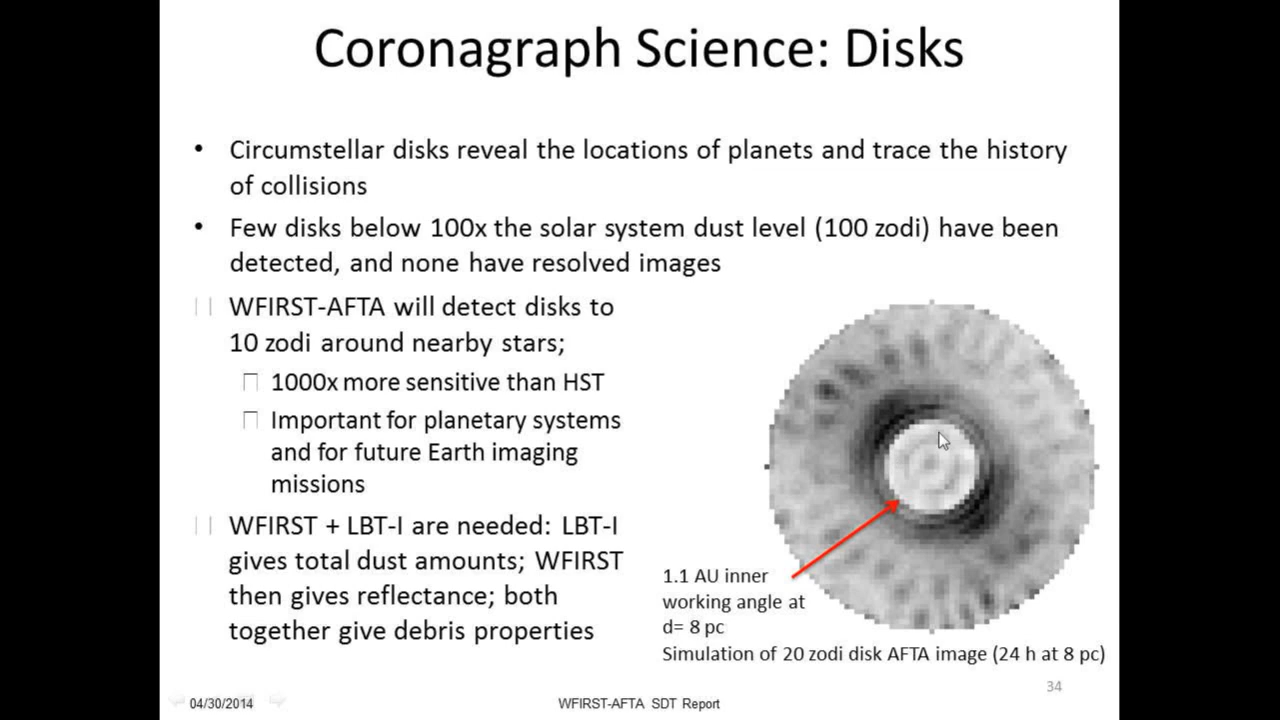 Coronagraph Science: Disks
• Circumstellar disks reveal the locations of planets and trace the history
of collisions
• Few disks below 100x the solar system dust level (100 zodi) have been
detected, and none have resolved images
WFIRST-AFTA will detect disks to
10 zodi around nearby stars;
1000x more sensitive than HST
Important for planetary systems
and for future Earth imaging
missions
WFIRST + LBT-I are needed: LBT-I
gives total dust amounts; WFIRST
then gives reflectance; both
together give debris properties
1.1 AU inner
working angle at
d= 8 pc
Simulation of 20 zodi disk AFTA image (24 h at 8 pc)
34
04/30/2014
WFIRST-AFTA SDT Report